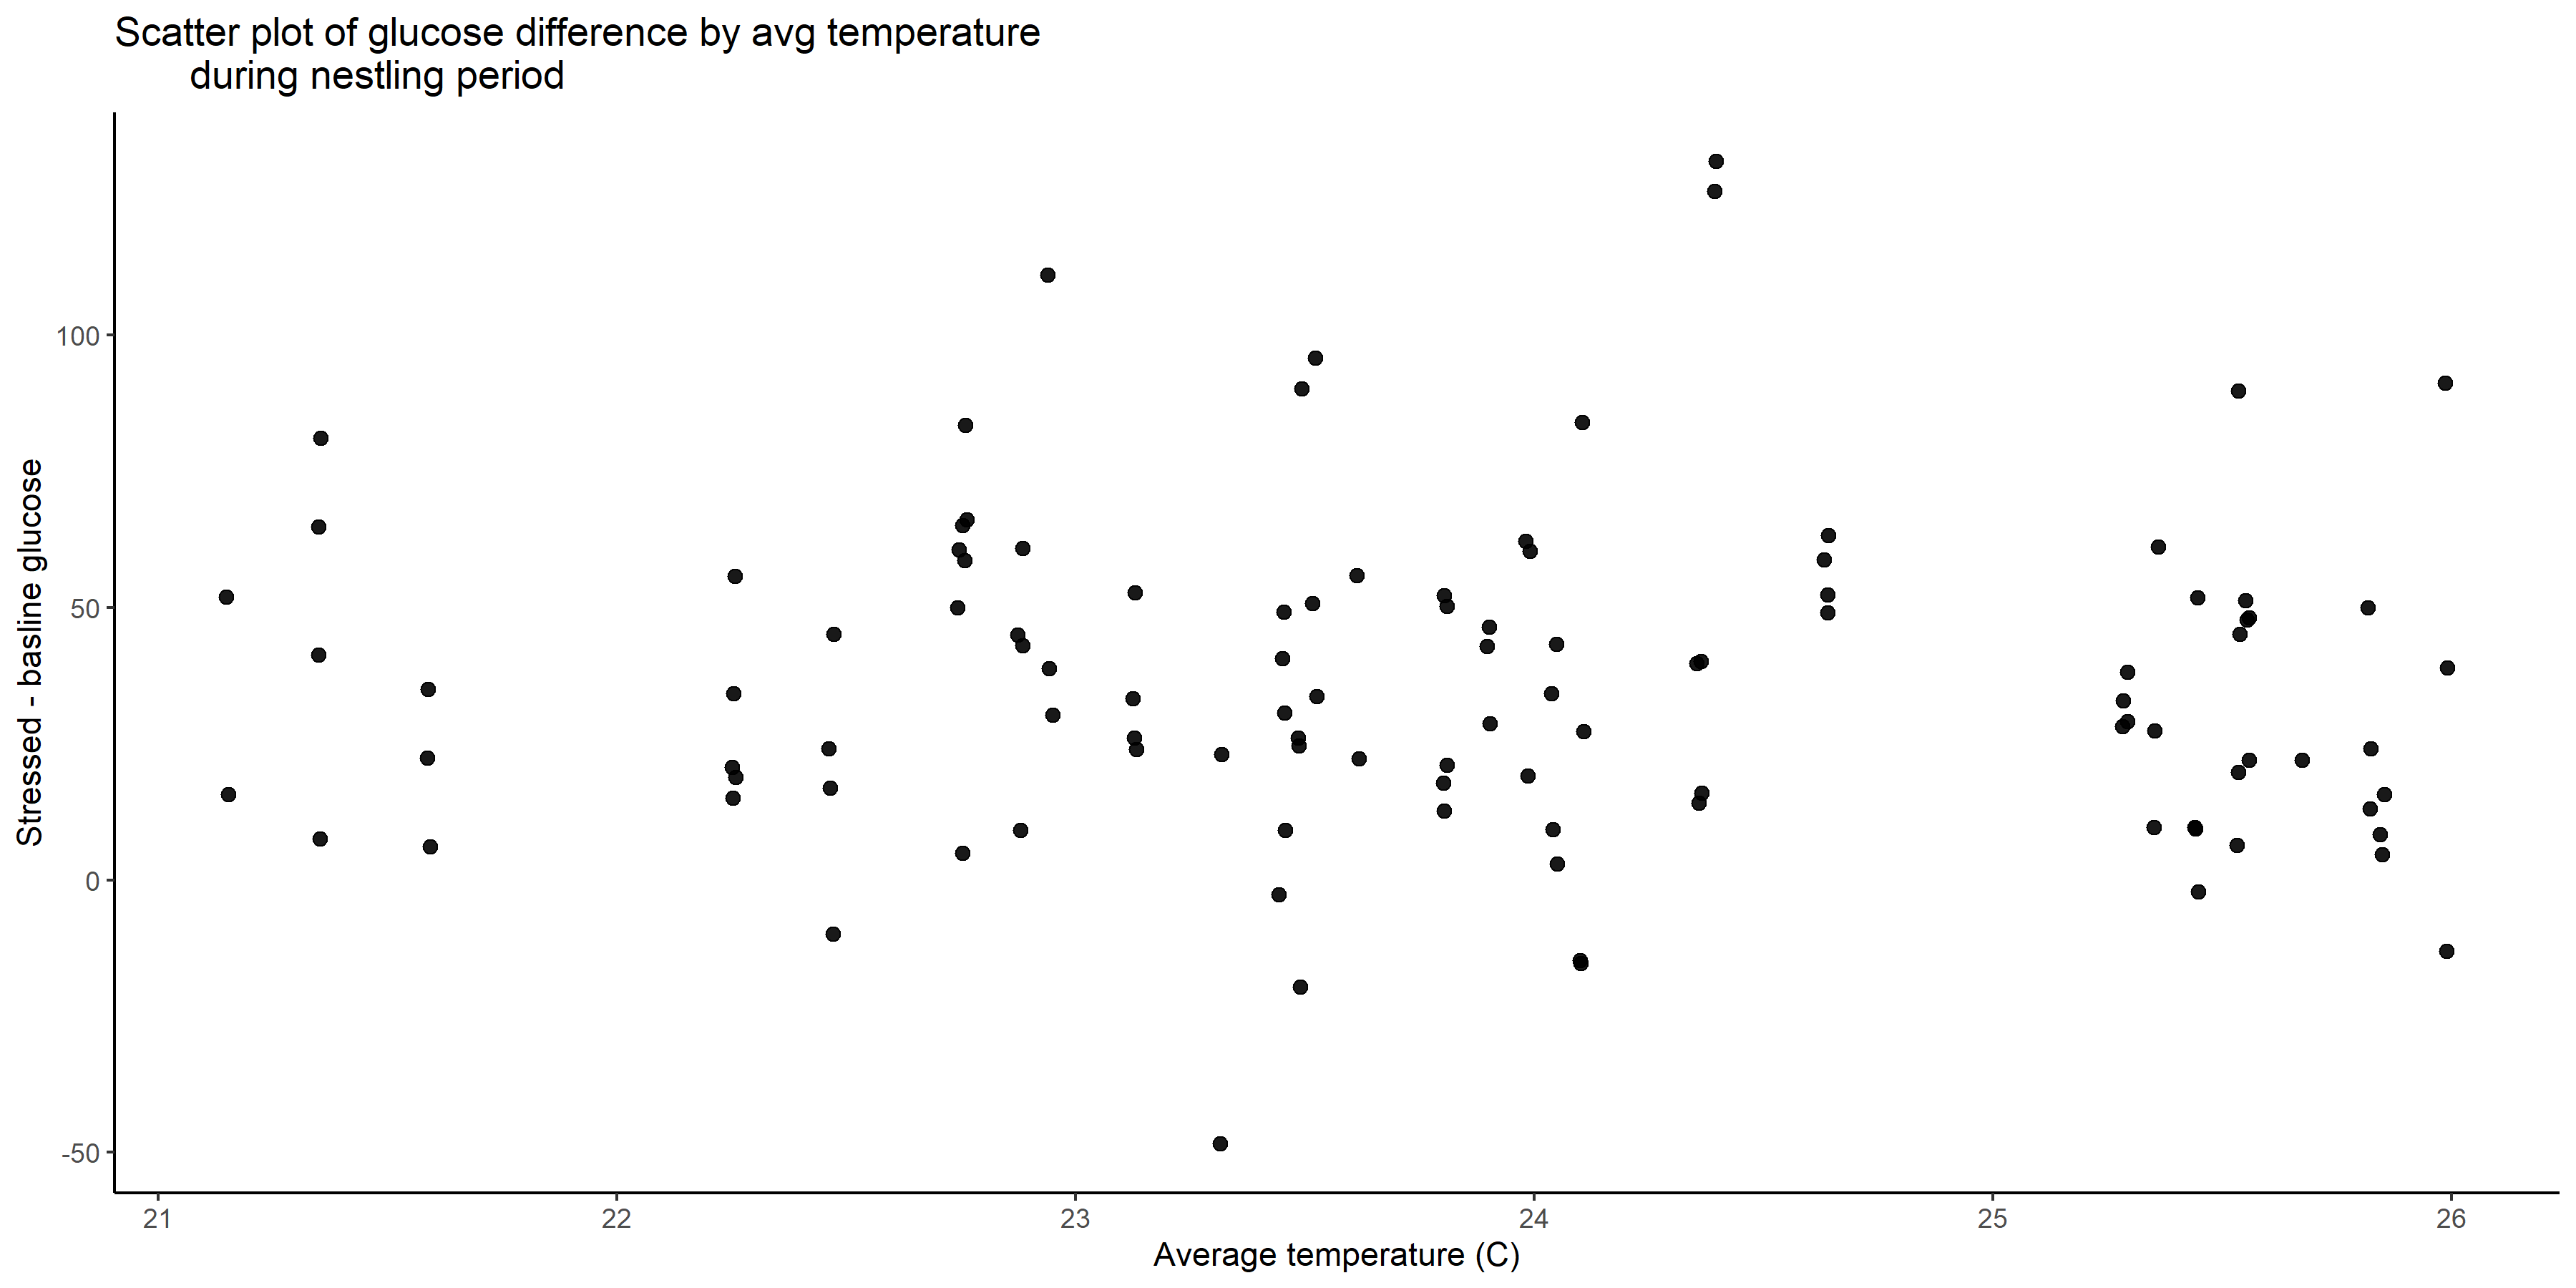 Scatter plot of glucose difference by avg temperature
during nestling period
Stressed - basline glucose
100
50
0
-50
21 22 23 24 25 26
Average temperature (C)